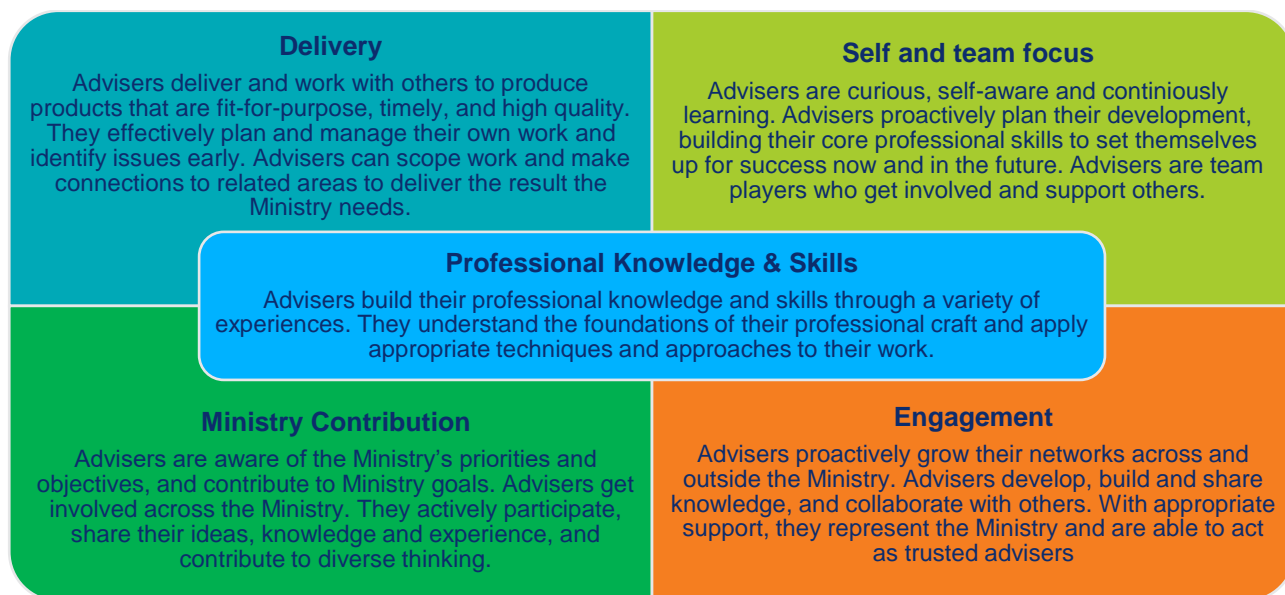 Delivery
Advisers deliver and work with others to produce
products that are fit-for-purpose, timely, and high quality.
They effectively plan and manage their own work and
identify issues early. Advisers can scope work and make
connections to related areas to deliver the result the
Ministry needs.
Self and team focus
Advisers are curious, self-aware and continiously
learning. Advisers proactively plan their development,
building their core professional skills to set themselves
up for success now and in the future. Advisers are team
players who get involved and support others.
Professional Knowledge & Skills
Advisers build their professional knowledge and skills through a variety of
experiences. They understand the foundations of their professional craft and apply
appropriate techniques and approaches to their work.
Ministry Contribution
Advisers are aware of the Ministry's priorities and
objectives, and contribute to Ministry goals. Advisers get
involved across the Ministry. They actively participate,
share their ideas, knowledge and experience, and
contribute to diverse thinking.
Engagement
Advisers proactively grow their networks across and
outside the Ministry. Advisers develop, build and share
knowledge, and collaborate with others. With appropriate
support, they represent the Ministry and are able to act
as trusted advisers